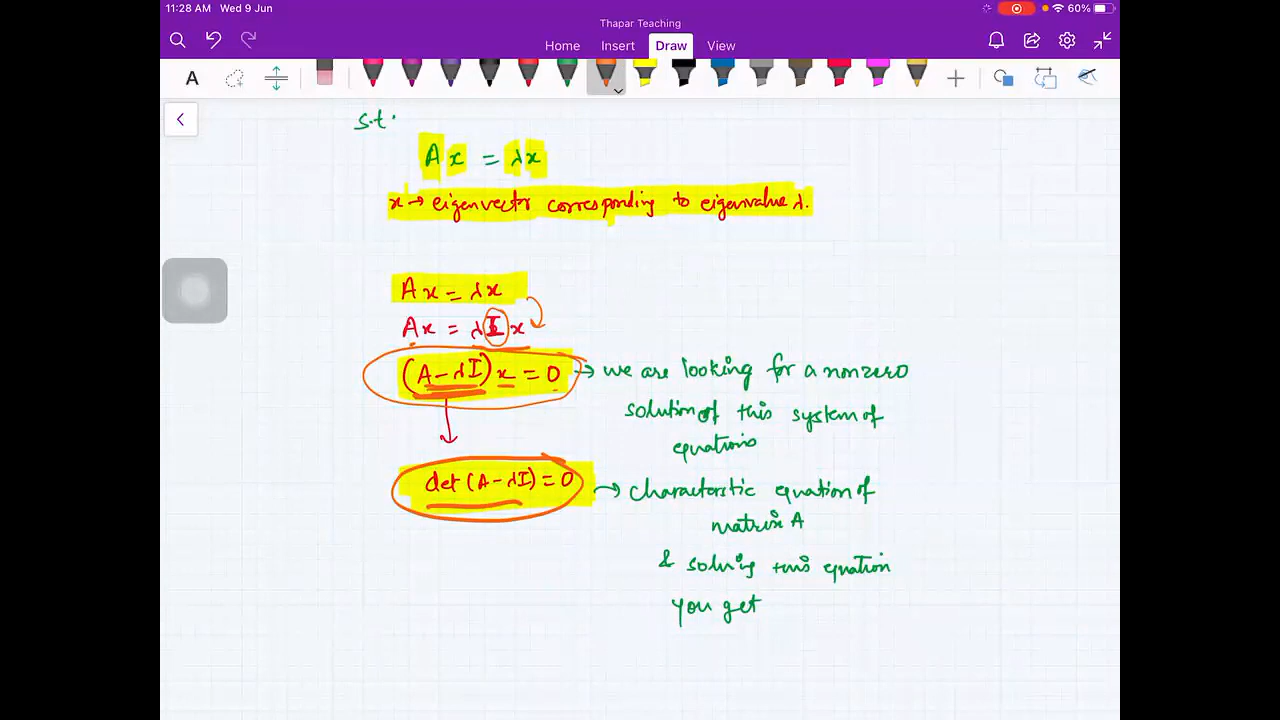 11:28 AM Wed 9 Jun
60%
Thapar Teaching
Home Insert Draw View
A
s.t.
Ax = λx
x → eigenvector corresponding to eigenvalue λ.
Ax = λx
Ax = λIx
(A-λI)x = 0 → we are looking for a nonzero
solution of this system of
equations
det (A-λI) = 0 → characterstic equation of
matrix A
& solving this equation
you get